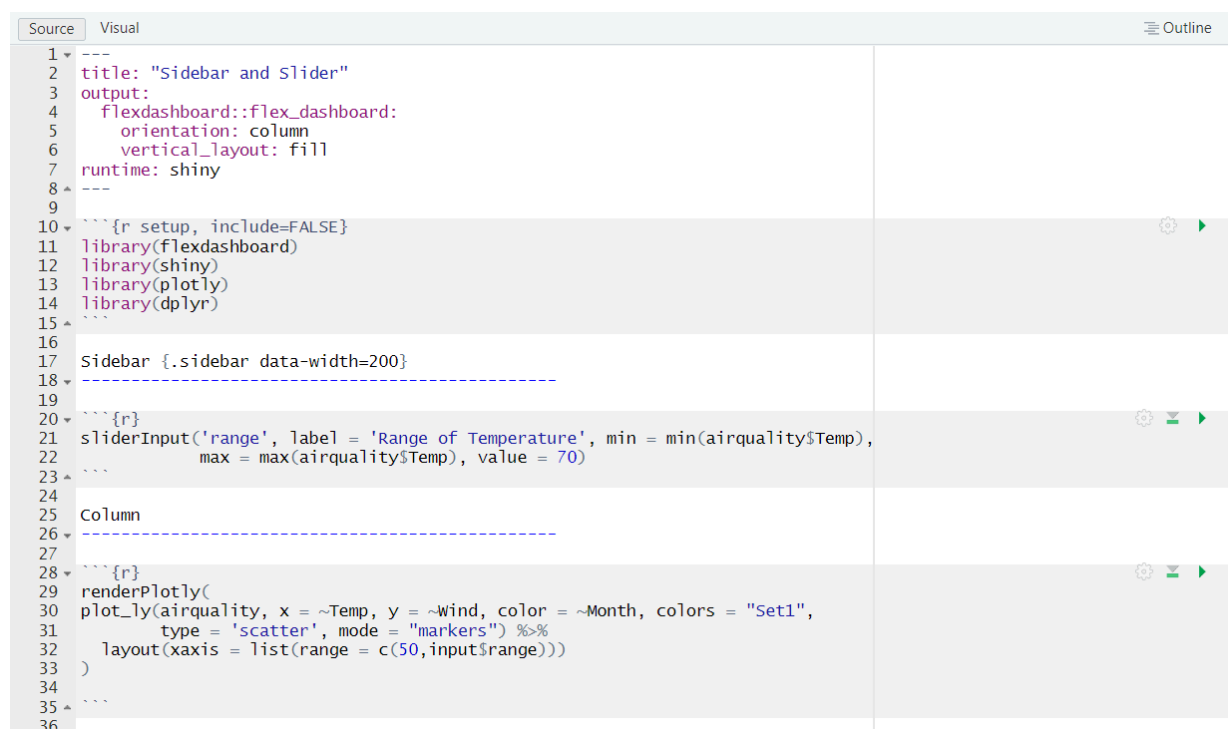 Source Visual Outline
1 ---
2 title: "Sidebar and Slider"
3 output:
4   flexdashboard::flex_dashboard:
5     orientation: column
6     vertical_layout: fill
7 runtime: shiny
8 ---
9
10 ```{r setup, include=FALSE}
11 library(flexdashboard)
12 library(shiny)
13 library(plotly)
14 library(dplyr)
15 ```
16
17 Sidebar {.sidebar data-width=200}
18 ------------------------------------------------
19
20 ```{r}
21 sliderInput('range', label = 'Range of Temperature', min = min(airquality$Temp),
22             max = max(airquality$Temp), value = 70)
23 ```
24
25 Column
26 ------------------------------------------------
27
28 ```{r}
29 renderPlotly(
30 plot_ly(airquality, x = ~Temp, y = ~Wind, color = ~Month, colors = "Set1",
31         type = 'scatter', mode = "markers") %>%
32   layout(xaxis = list(range = c(50,input$range)))
33 )
34
35 ```
36